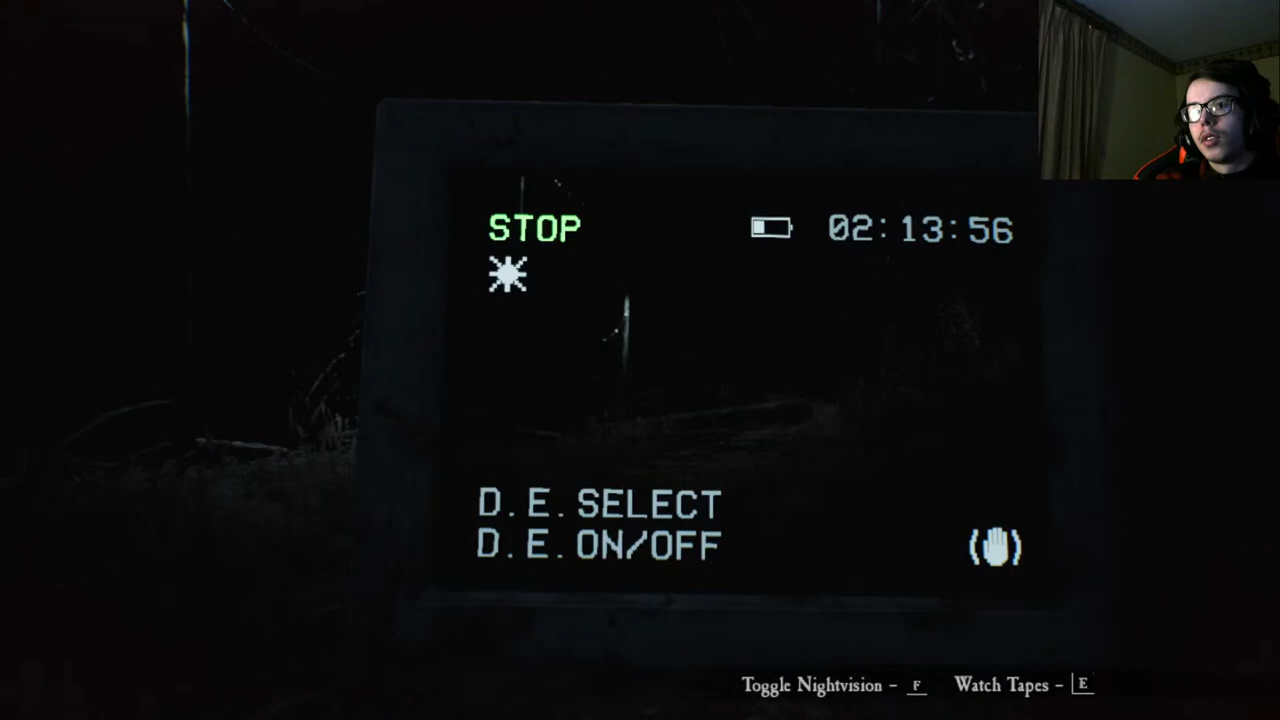 STOP
02:13:56
D.E.SELECT
D.E.ON/OFF
Toggle Nightvision - F
Watch Tapes - E